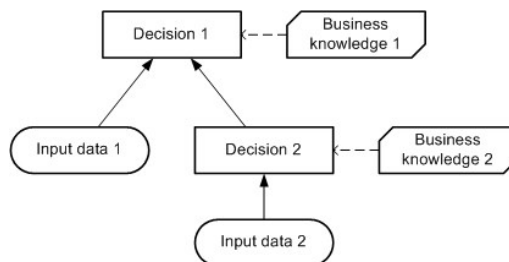 Decision 1
Business
knowledge 1
Input data 1
Decision 2
Business
knowledge 2
Input data 2